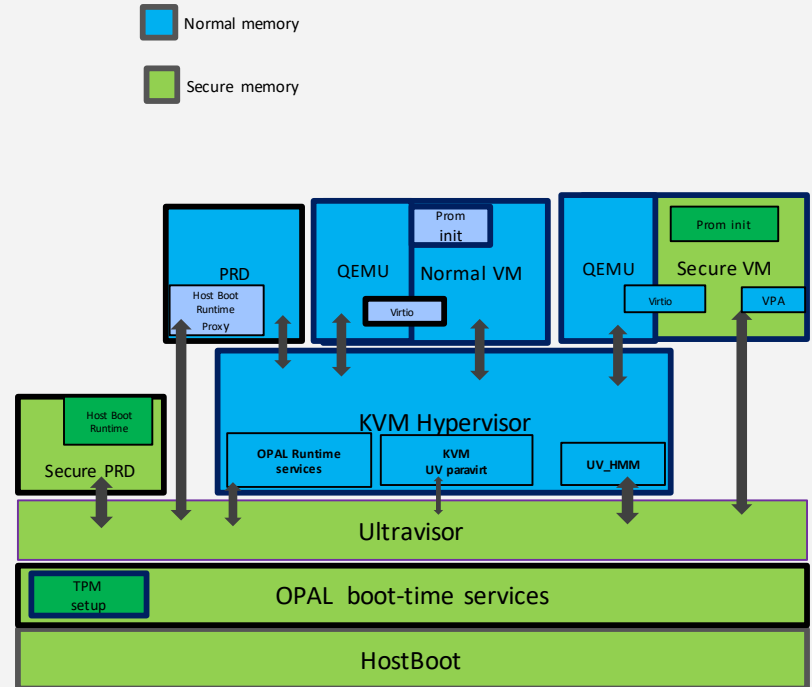 Normal memory
Secure memory
PRD
Host Boot
Runtime
Proxy
QEMU
Prom
init
Normal VM
Virtio
QEMU
Prom init
Secure VM
Virtio
VPA
KVM Hypervisor
OPAL Runtime
services
KVM
UV paravirt
UV_HMM
Host Boot
Runtime
Secure PRD
Ultravisor
TPM
setup
OPAL boot-time services
HostBoot